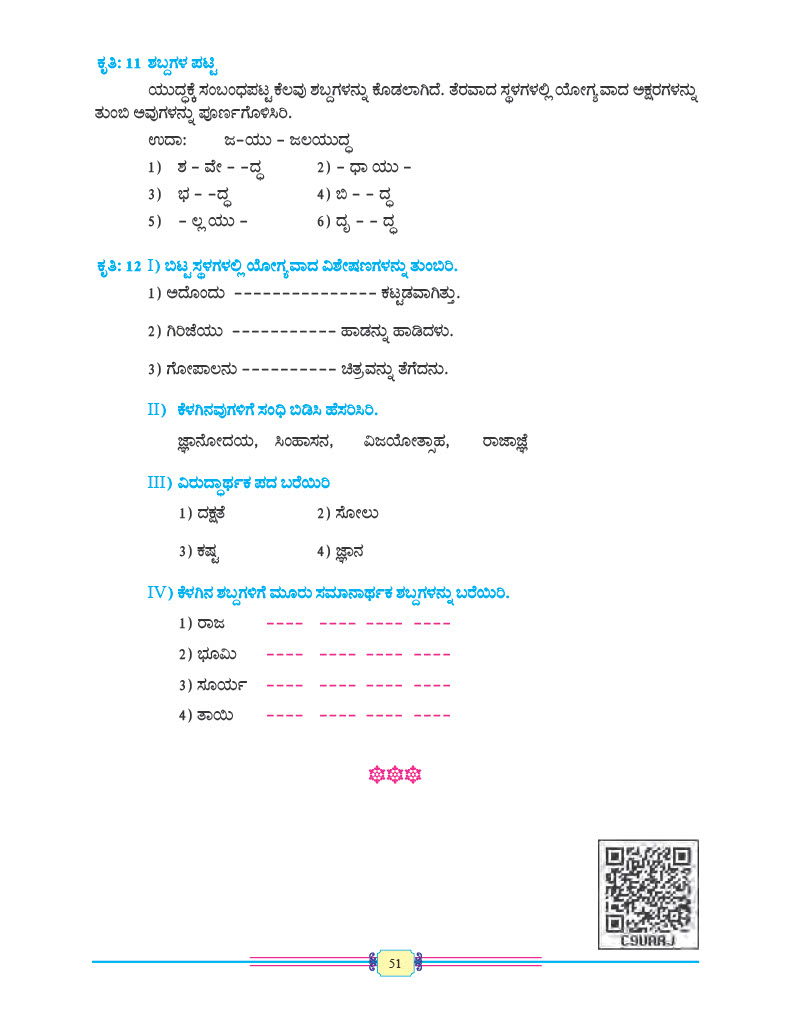 ಕೃತಿ: 11 ಶಬ್ದಗಳ ಪಟ್ಟಿ
ಯುದ್ಧಕ್ಕೆ ಸಂಬಂಧಪಟ್ಟ ಕೆಲವು ಶಬ್ದಗಳನ್ನು ಕೊಡಲಾಗಿದೆ. ತೆರವಾದ ಸ್ಥಳಗಳಲ್ಲಿ ಯೋಗ್ಯವಾದ ಅಕ್ಷರಗಳನ್ನು
ತುಂಬಿ ಅವುಗಳನ್ನು ಪೂರ್ಣಗೊಳಿಸಿರಿ.
ಉದಾ: ಜ-ಯು - ಜಲಯುದ್ಧ
1) ಶ - ವೇ - -ದ್ಧ 2) - ಧಾ ಯು -
3) ಭ - -ದ್ಧ 4) ಬಿ - - ದ್ಧ
5) - ಲ್ಲ ಯು - 6) ದೃ - - ದ್ಧ
ಕೃತಿ: 12 I) ಬಿಟ್ಟ ಸ್ಥಳಗಳಲ್ಲಿ ಯೋಗ್ಯವಾದ ವಿಶೇಷಣಗಳನ್ನು ತುಂಬಿರಿ.
1) ಅದೊಂದು --------------- ಕಟ್ಟಡವಾಗಿತ್ತು.
2) ಗಿರಿಜೆಯು ----------- ಹಾಡನ್ನು ಹಾಡಿದಳು.
3) ಗೋಪಾಲನು ---------- ಚಿತ್ರವನ್ನು ತೆಗೆದನು.
II) ಕೆಳಗಿನವುಗಳಿಗೆ ಸಂಧಿ ಬಿಡಿಸಿ ಹೆಸರಿಸಿರಿ.
ಜ್ಞಾನೋದಯ, ಸಿಂಹಾಸನ, ವಿಜಯೋತ್ಸಾಹ, ರಾಜಾಜ್ಞೆ
III) ವಿರುದ್ಧಾರ್ಥಕ ಪದ ಬರೆಯಿರಿ
1) ದಕ್ಷತೆ 2) ಸೋಲು
3) ಕಷ್ಟ 4) ಜ್ಞಾನ
IV) ಕೆಳಗಿನ ಶಬ್ದಗಳಿಗೆ ಮೂರು ಸಮಾನಾರ್ಥಕ ಶಬ್ದಗಳನ್ನು ಬರೆಯಿರಿ.
1) ರಾಜ ---- ---- ---- ----
2) ಭೂಮಿ ---- ---- ---- ----
3) ಸೂರ್ಯ ---- ---- ---- ----
4) ತಾಯಿ ---- ---- ---- ----
C9UAAJ
51